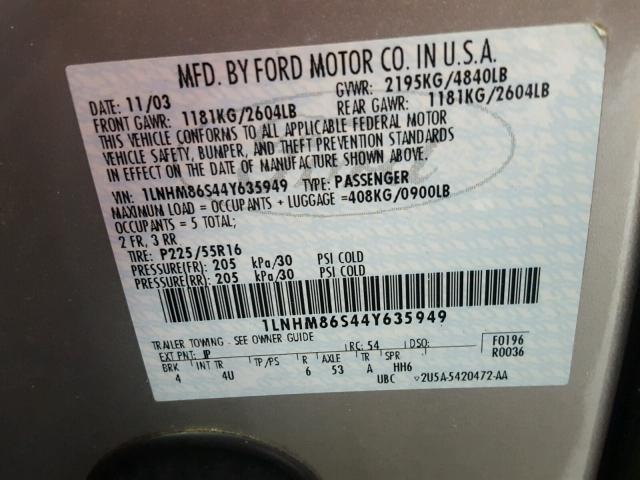 MFD. BY FORD MOTOR CO. IN U.S.A.
DATE: 11/03 GVWR: 2195KG/4840LB
FRONT GAWR: 1181KG/2604LB REAR GAWR: 1181KG/2604LB
THIS VEHICLE CONFORMS TO ALL APPLICABLE FEDERAL MOTOR
VEHICLE SAFETY, BUMPER, AND THEFT PREVENTION STANDARDS
IN EFFECT ON THE DATE OF MANUFACTURE SHOWN ABOVE.
VIN: 1LNHM86S44Y635949 TYPE: PASSENGER
MAXIMUM LOAD = OCCUPANTS + LUGGAGE =408KG/0900LB
OCCUPANTS = 5 TOTAL;
2 FR, 3 RR
TIRE: P225/55R16
PRESSURE(FR): 205 kPa/30 PSI COLD
PRESSURE(RR): 205 kPa/30 PSI COLD
1LNHM86S44Y635949
TRAILER TOWING - SEE OWNER GUIDE
EXT PNT: JP RC: 54 DSO: F0196
R0036
BRK INT TR TP/PS R AXLE TR SPR
4 4U 6 53 A HH6
UBC 2U5A-5420472-AA